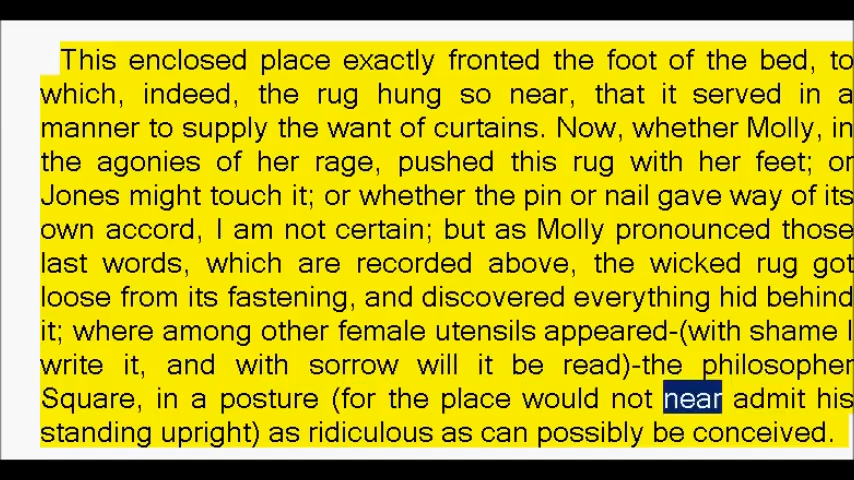 This enclosed place exactly fronted the foot of the bed, to
which, indeed, the rug hung so near, that it served in a
manner to supply the want of curtains. Now, whether Molly, in
the agonies of her rage, pushed this rug with her feet; or
Jones might touch it; or whether the pin or nail gave way of its
own accord, I am not certain; but as Molly pronounced those
last words, which are recorded above, the wicked rug got
loose from its fastening, and discovered everything hid behind
it; where among other female utensils appeared-(with shame I
write it, and with sorrow will it be read)-the philosopher
Square, in a posture (for the place would not near admit his
standing upright) as ridiculous as can possibly be conceived.